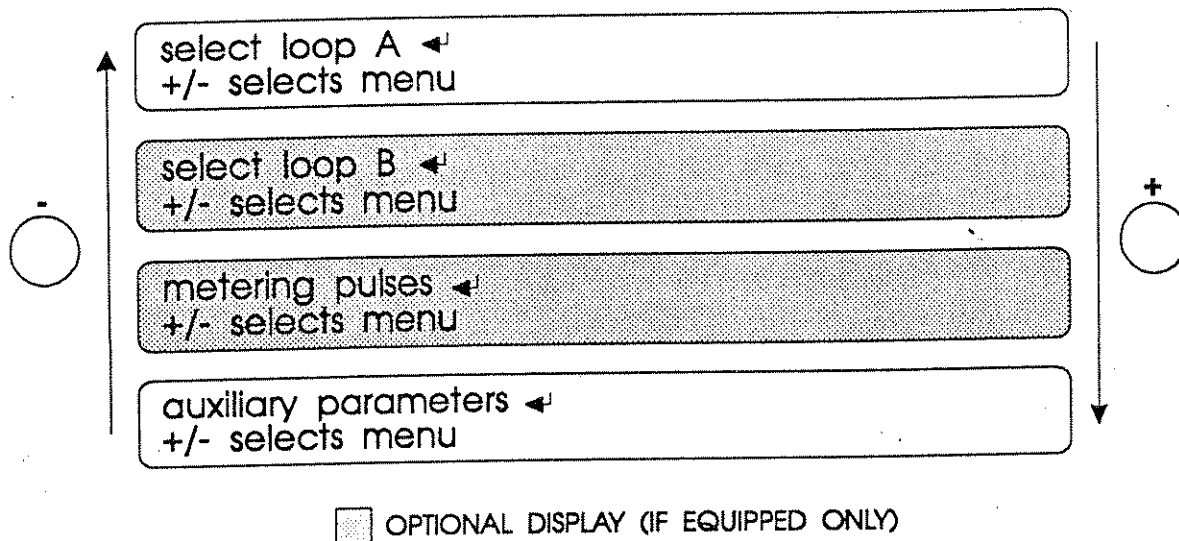 select loop A ↵
+/- selects menu
select loop B ↵
+/- selects menu
-
+
metering pulses ↵
+/- selects menu
auxiliary parameters ↵
+/- selects menu
OPTIONAL DISPLAY (IF EQUIPPED ONLY)